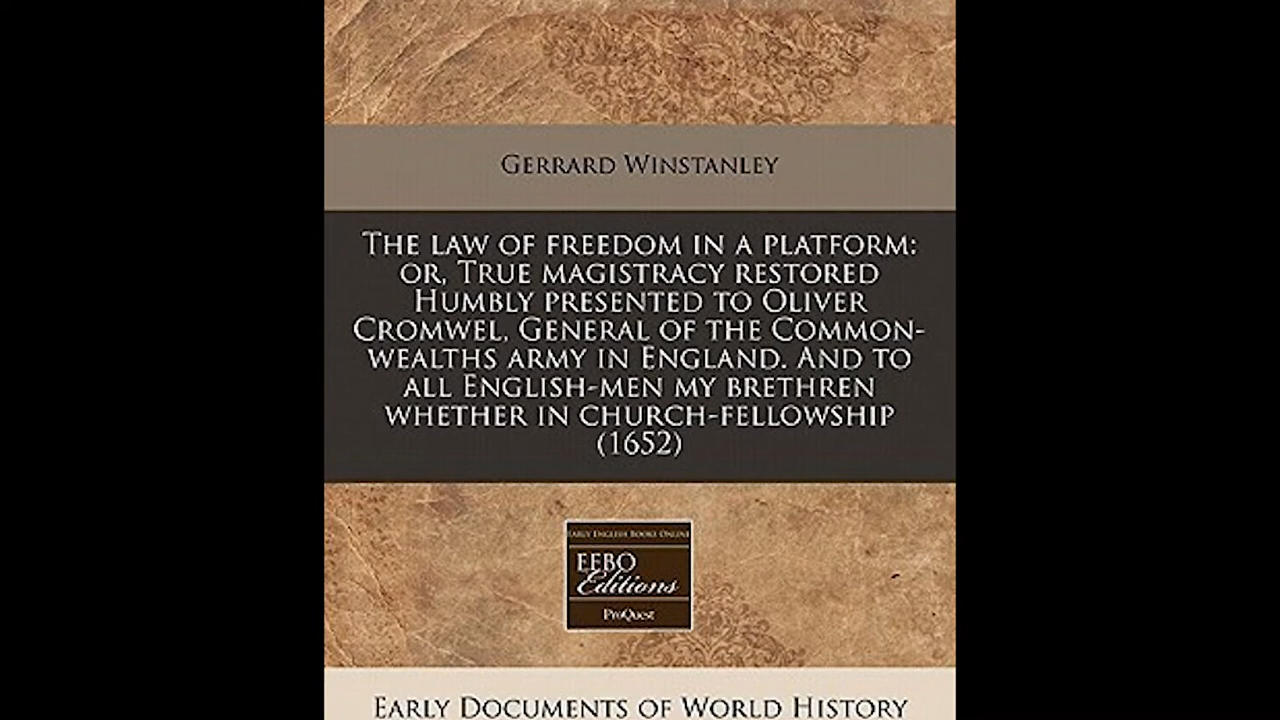 Gerrard Winstanley
The law of freedom in a platform:
or, True magistracy restored
Humbly presented to Oliver
Cromwel, General of the Common-
wealths army in England. And to
all English-men my brethren
whether in church-fellowship
(1652)
Early English Books Online
EEBO
Editions
ProQuest
Early Documents of World History